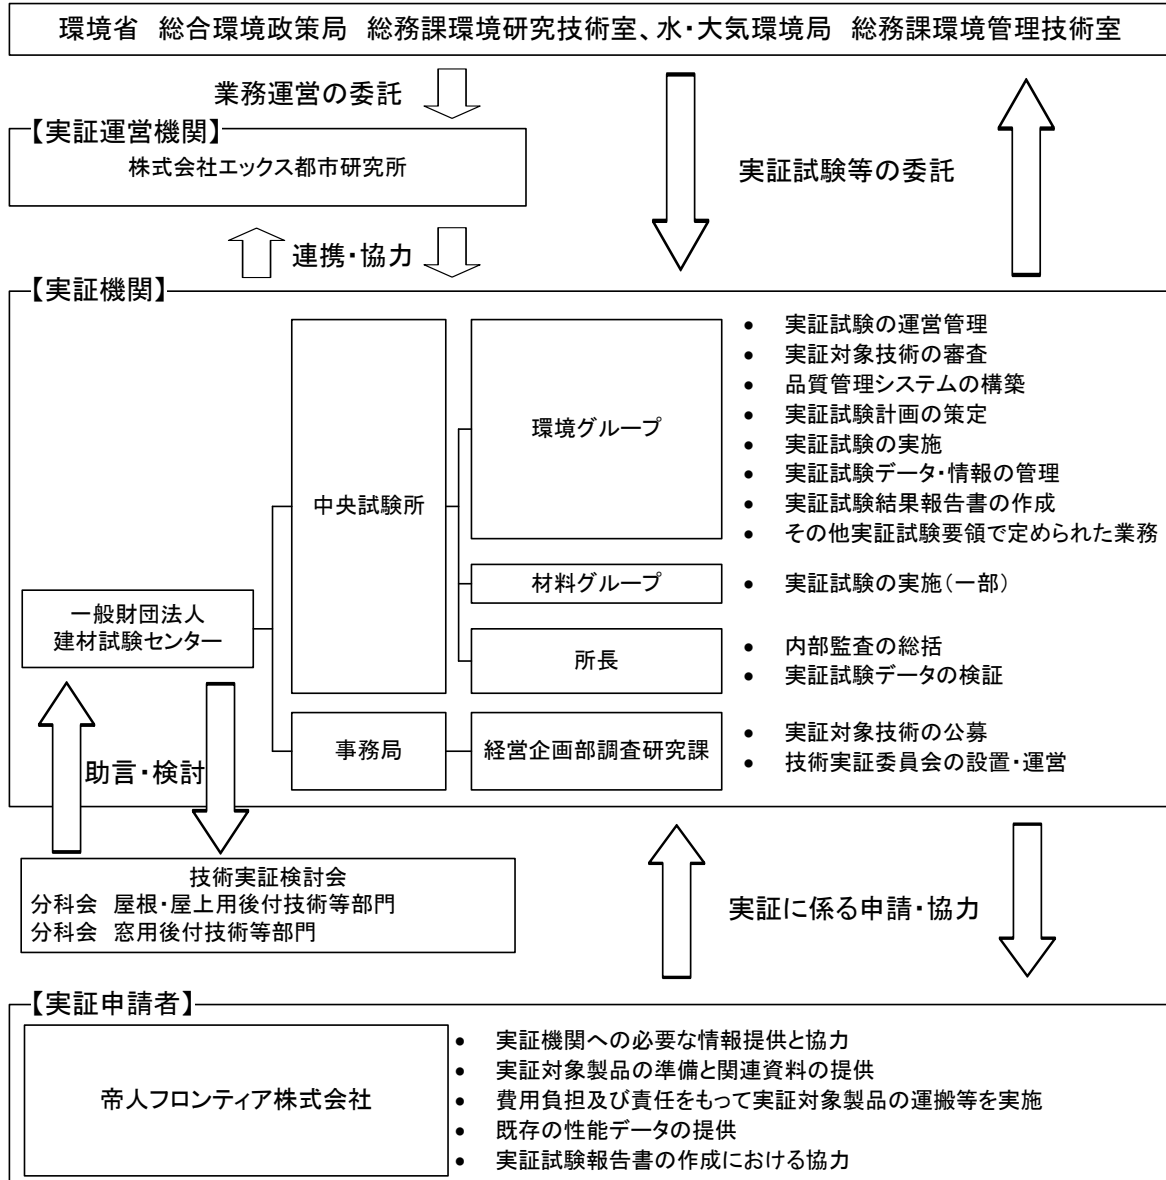 環境省　総合環境政策局　総務課環境研究技術室、水・大気環境局　総務課環境管理技術室
業務運営の委託
【実証運営機関】
株式会社エックス都市研究所
実証試験等の委託
連携・協力
【実証機関】
環境グループ
• 実証試験の運営管理
• 実証対象技術の審査
• 品質管理システムの構築
• 実証試験計画の策定
• 実証試験の実施
• 実証試験データ・情報の管理
• 実証試験結果報告書の作成
• その他実証試験要領で定められた業務
中央試験所
材料グループ
• 実証試験の実施（一部）
一般財団法人
建材試験センター
所長
• 内部監査の総括
• 実証試験データの検証
事務局
経営企画部調査研究課
• 実証対象技術の公募
• 技術実証委員会の設置・運営
助言・検討
技術実証検討会
分科会　屋根・屋上用後付技術等部門
分科会　窓用後付技術等部門
実証に係る申請・協力
【実証申請者】
帝人フロンティア株式会社
• 実証機関への必要な情報提供と協力
• 実証対象製品の準備と関連資料の提供
• 費用負担及び責任をもって実証対象製品の運搬等を実施
• 既存の性能データの提供
• 実証試験報告書の作成における協力